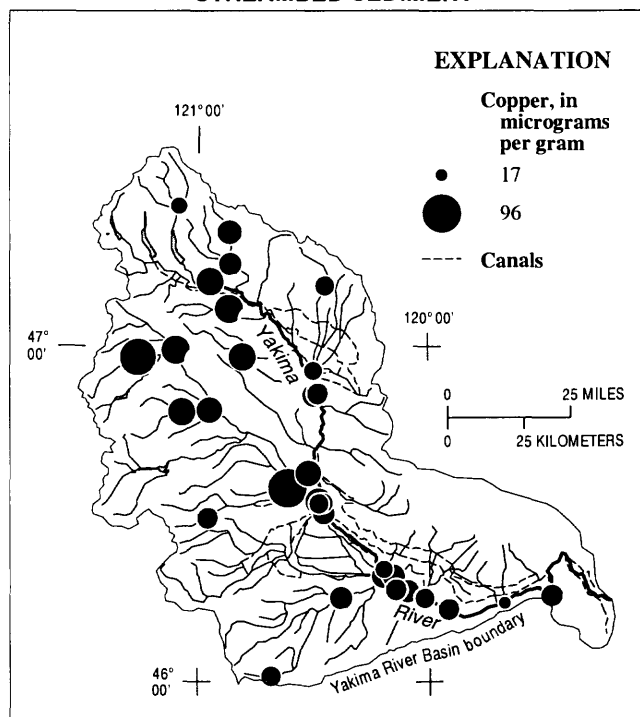 STREAMBED SEDIMENT
EXPLANATION
Copper, in
micrograms
per gram
17
96
Canals
121° 00'
47°
00'
120° 00'
Yakima
0 25 MILES
0 25 KILOMETERS
River
Yakima River Basin boundary
46°
00'